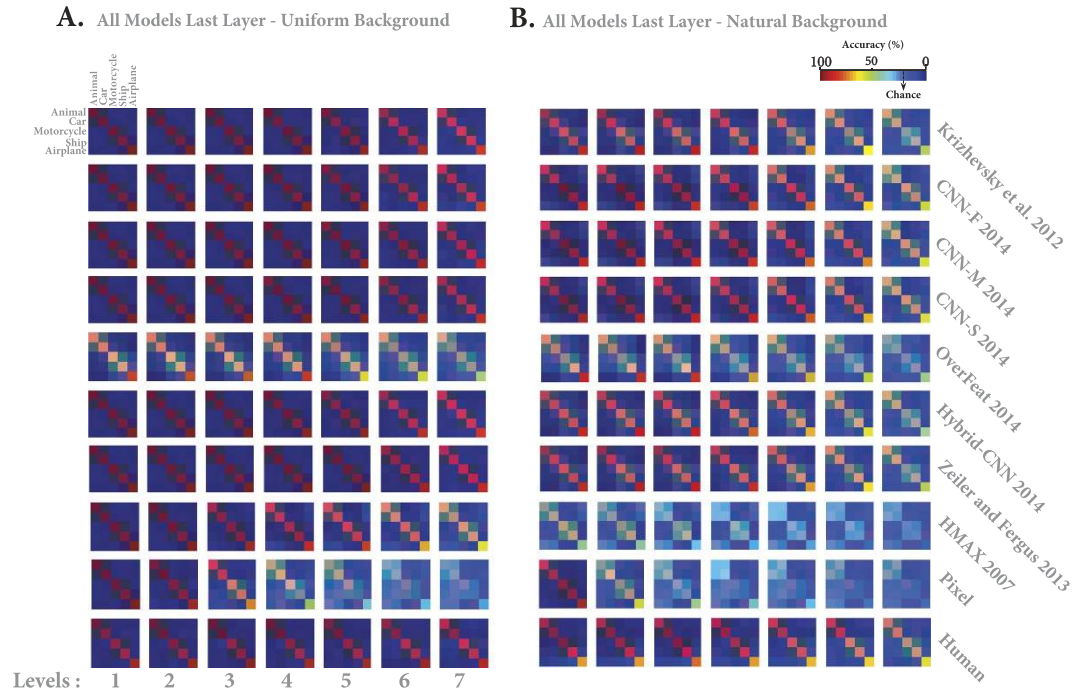 A. All Models Last Layer - Uniform Background
B. All Models Last Layer - Natural Background
Accuracy (%)
100 50 0
Chance
Animal
Car
Motorcycle
Ship
Airplane
Animal
Car
Motorcycle
Ship
Airplane
Krizhevsky et al. 2012
CNN-F 2014
CNN-M 2014
CNN-S 2014
OverFeat 2014
Hybrid-CNN 2014
Zeiler and Fergus 2013
HMAX 2007
Pixel
Human
Levels : 1 2 3 4 5 6 7